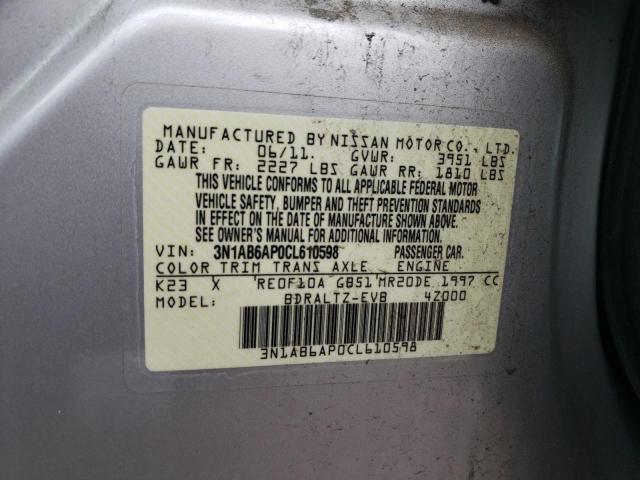 MANUFACTURED BY NISSAN MOTOR CO., LTD.
DATE: 06/11. GVWR: 3951 LBS
GAWR FR: 2227 LBS GAWR RR: 1810 LBS
THIS VEHICLE CONFORMS TO ALL APPLICABLE FEDERAL MOTOR
VEHICLE SAFETY, BUMPER AND THEFT PREVENTION STANDARDS
IN EFFECT ON THE DATE OF MANUFACTURE SHOWN ABOVE.
SEE OWNER'S MANUAL FOR ADDITIONAL INFORMATION
VIN: 3N1AB6AP0CL610598 PASSENGER CAR.
COLOR TRIM TRANS AXLE ENGINE
K23 X RE0F10A GB51 MR20DE 1997 CC
MODEL: BDRALTZ-EVB 4Z000
3N1AB6AP0CL610598